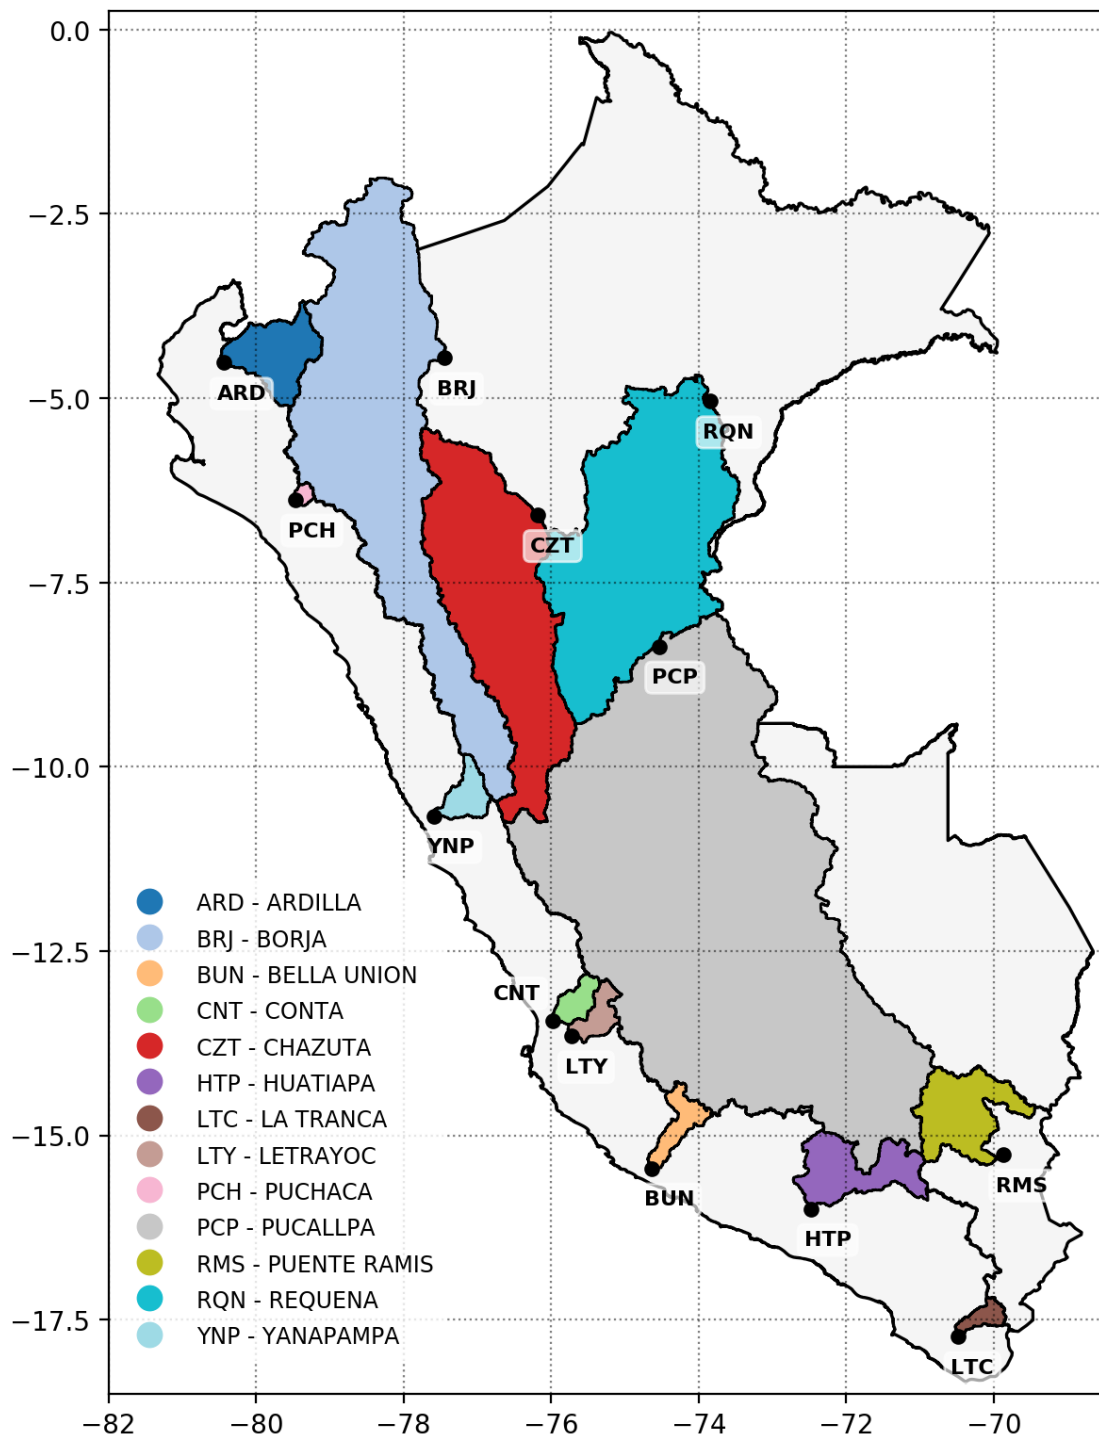 0.0
−2.5
−5.0
−7.5
−10.0
−12.5
−15.0
−17.5
ARD
BRJ
RQN
PCH
CZT
PCP
YNP
CNT
LTY
BUN
RMS
HTP
LTC
ARD - ARDILLA
BRJ - BORJA
BUN - BELLA UNION
CNT - CONTA
CZT - CHAZUTA
HTP - HUATIAPA
LTC - LA TRANCA
LTY - LETRAYOC
PCH - PUCHACA
PCP - PUCALLPA
RMS - PUENTE RAMIS
RQN - REQUENA
YNP - YANAPAMPA
−82 −80 −78 −76 −74 −72 −70